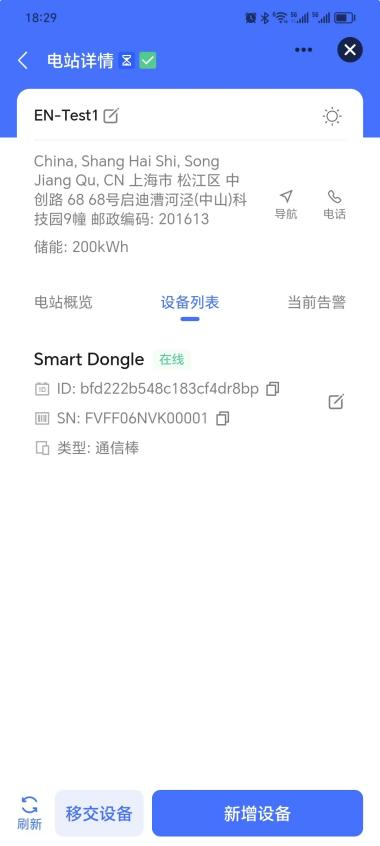 18:29
电站详情
EN-Test1
China, Shang Hai Shi, Song
Jiang Qu, CN 上海市 松江区 中
创路 68 68号启迪漕河泾(中山)科
技园9幢 邮政编码: 201613
导航
电话
储能: 200kWh
电站概览
设备列表
当前告警
Smart Dongle
在线
ID: bfd222b548c183cf4dr8bp
SN: FVFF06NVK00001
类型: 通信棒
刷新
移交设备
新增设备